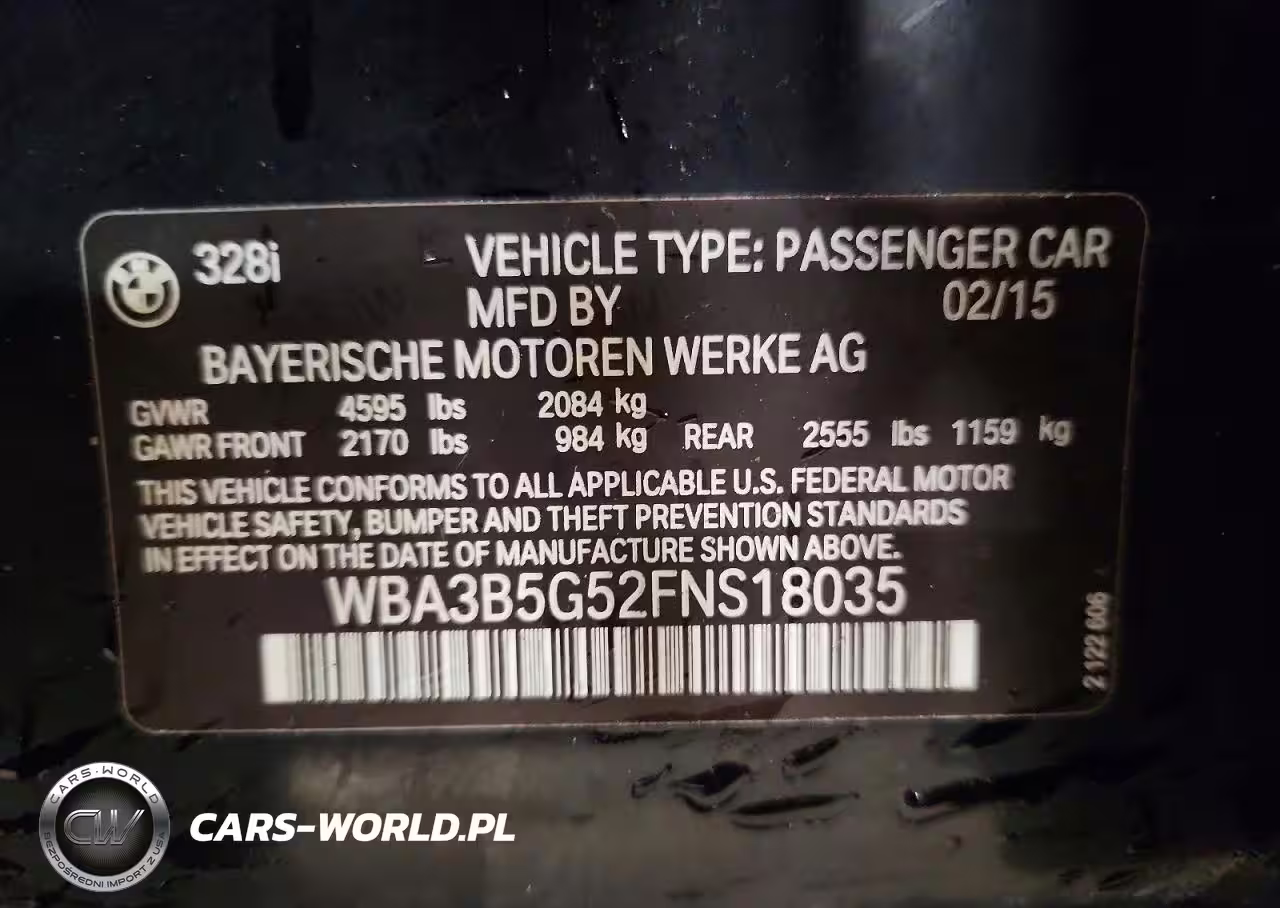 328i VEHICLE TYPE: PASSENGER CAR
MFD BY 02/15
BAYERISCHE MOTOREN WERKE AG
GVWR 4595 lbs 2084 kg
GAWR FRONT 2170 lbs 984 kg REAR 2555 lbs 1159 kg
THIS VEHICLE CONFORMS TO ALL APPLICABLE U.S. FEDERAL MOTOR
VEHICLE SAFETY, BUMPER AND THEFT PREVENTION STANDARDS
IN EFFECT ON THE DATE OF MANUFACTURE SHOWN ABOVE.
WBA3B5G52FNS18035
2 122 606
CARS-WORLD
CW
BEZPOŚREDNI IMPORT Z USA
CARS-WORLD.PL